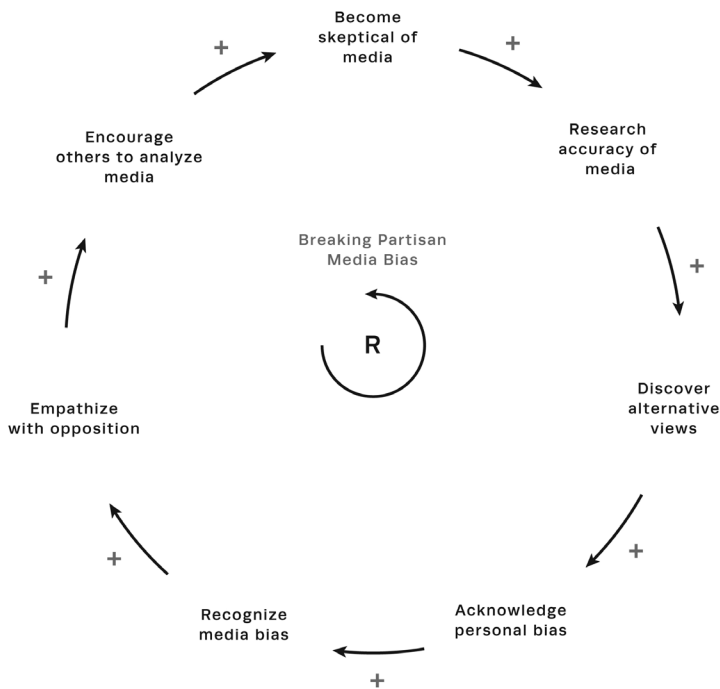 Become
skeptical of
media
+
+
Research
accuracy of
media
Encourage
others to analyze
media
Breaking Partisan
Media Bias
+
+
R
Discover
alternative
views
Empathize
with opposition
+
+
Acknowledge
personal bias
Recognize
media bias
+